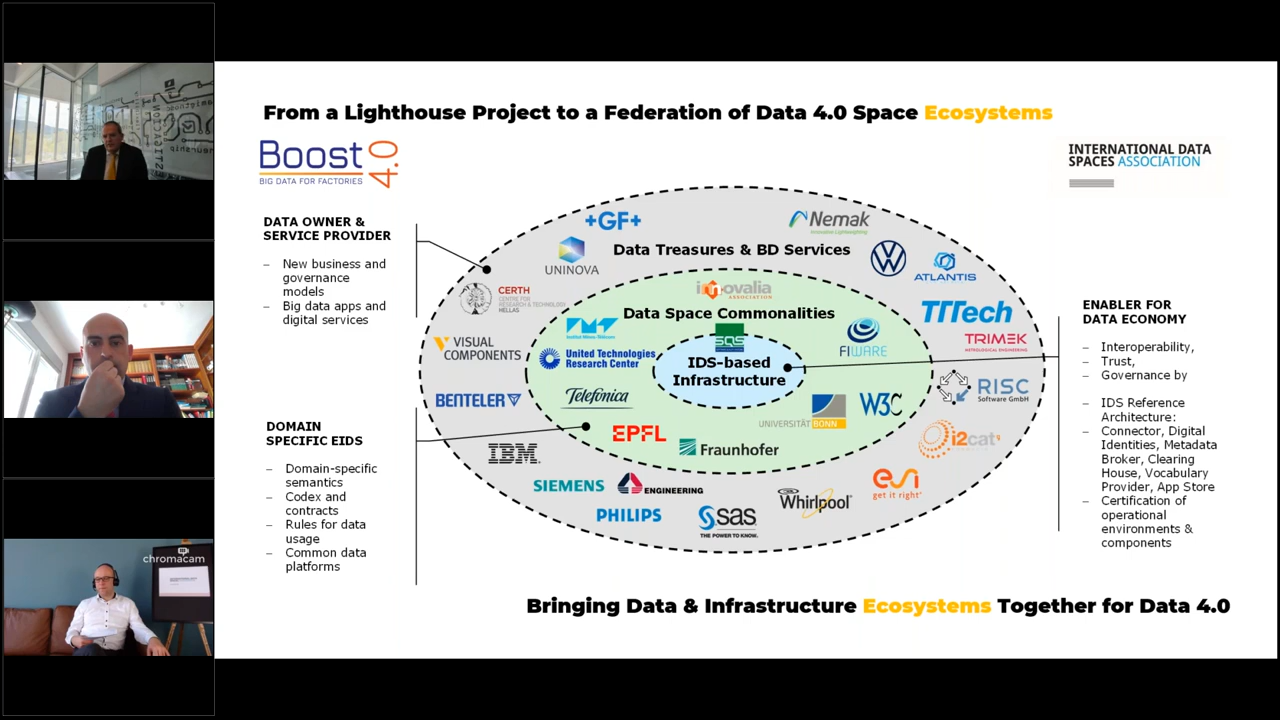 From a Lighthouse Project to a Federation of Data 4.0 Space Ecosystems
Boost 4.0
BIG DATA FOR FACTORIES
INTERNATIONAL DATA
SPACES ASSOCIATION
DATA OWNER &
SERVICE PROVIDER
– New business and
governance
models
– Big data apps and
digital services
DOMAIN
SPECIFIC EIDS
– Domain-specific
semantics
– Codex and
contracts
– Rules for data
usage
– Common data
platforms
+GF+
Nemak
UNINOVA
Data Treasures & BD Services
ATLANTIS
CERTH
CENTRE FOR
RESEARCH & TECHNOLOGY
HELLAS
innovalia
ASSOCIATION
Data Space Commonalities
TTTech
TRIMEK
METROLOGICAL ENGINEERING
VISUAL
COMPONENTS
IMT
Institut Mines-Télécom
SQS
FIWARE
United Technologies
Research Center
IDS-based
Infrastructure
RISC
Software GmbH
BENTELER
Telefónica
UNIVERSITÄT BONN
W3C
EPFL
Fraunhofer
i2cat
IBM
SIEMENS
ENGINEERING
esi
get it right
PHILIPS
sas
THE POWER TO KNOW.
Whirlpool
ENABLER FOR
DATA ECONOMY
– Interoperability,
– Trust,
– Governance by
– IDS Reference
Architecture:
– Connector, Digital
Identities, Metadata
Broker, Clearing
House, Vocabulary
Provider, App Store
– Certification of
operational
environments &
components
Bringing Data & Infrastructure Ecosystems Together for Data 4.0
chromacam